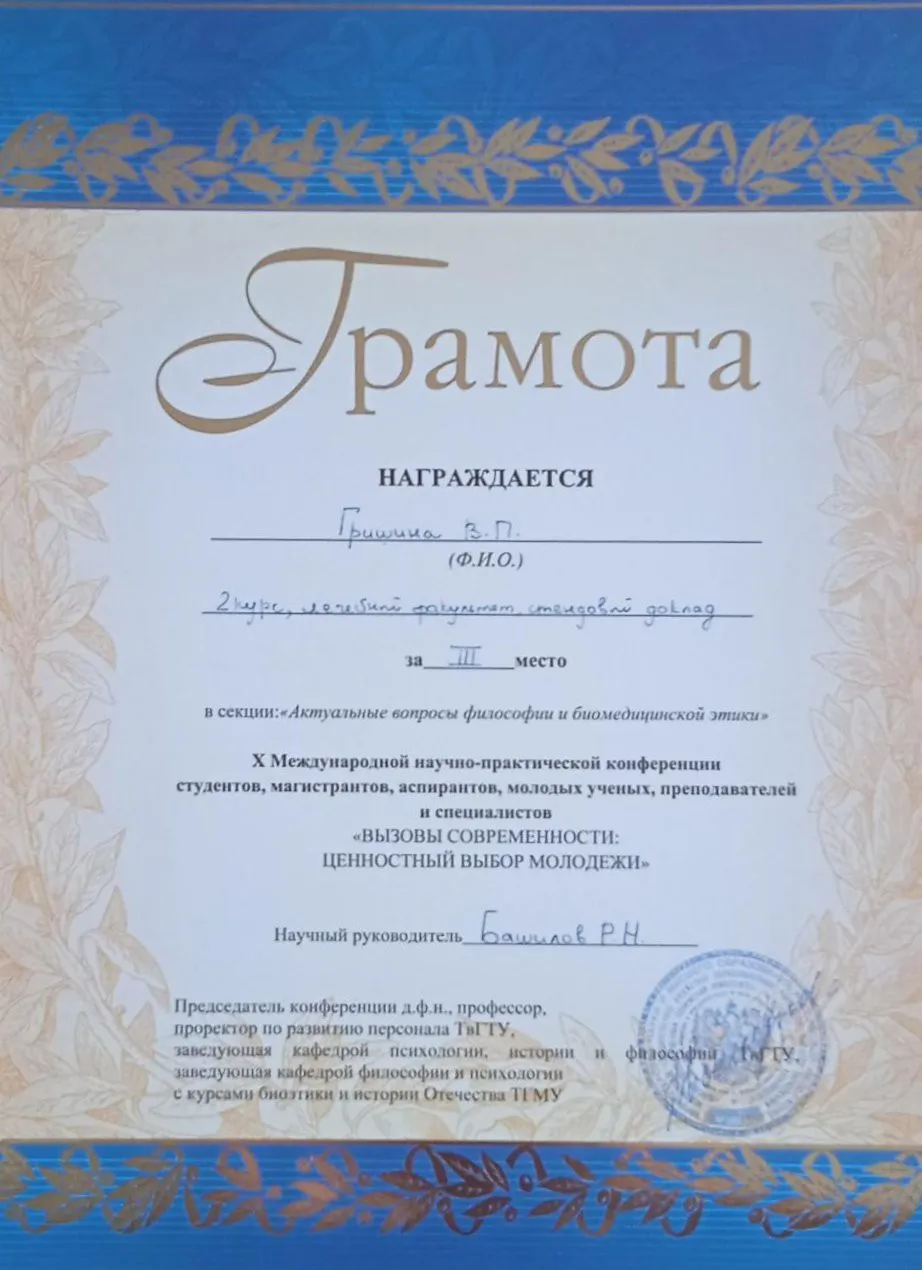 Грамота
НАГРАЖДАЕТСЯ
Гришина В.П.
(Ф.И.О.)
2 курс, лечебный факультет, стендовый доклад
за III место
в секции:«Актуальные вопросы философии и биомедицинской этики»
X Международной научно-практической конференции
студентов, магистрантов, аспирантов, молодых ученых, преподавателей
и специалистов
«ВЫЗОВЫ СОВРЕМЕННОСТИ:
ЦЕННОСТНЫЙ ВЫБОР МОЛОДЕЖИ»
Научный руководитель Башилов Р.Н.
Председатель конференции д.ф.н., профессор,
проректор по развитию персонала ТвГТУ,
заведующая кафедрой психологии, истории и философии ТвГТУ,
заведующая кафедрой философии и психологии
с курсами биоэтики и истории Отечества ТГМУ